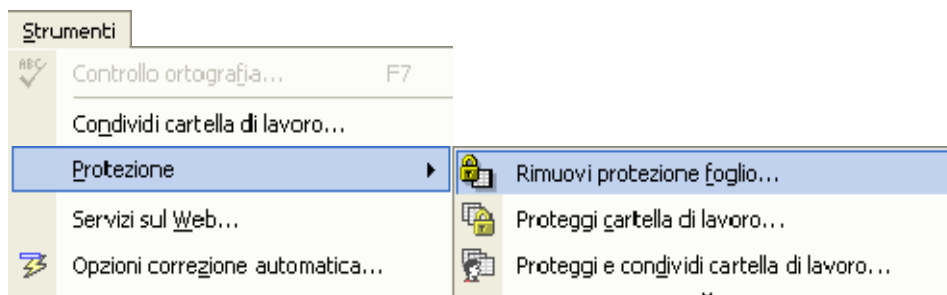 Strumenti
ABC
Controllo ortografia... F7
Condividi cartella di lavoro...
Protezione
Rimuovi protezione foglio...
Servizi sul Web...
Proteggi cartella di lavoro...
Opzioni correzione automatica...
Proteggi e condividi cartella di lavoro...